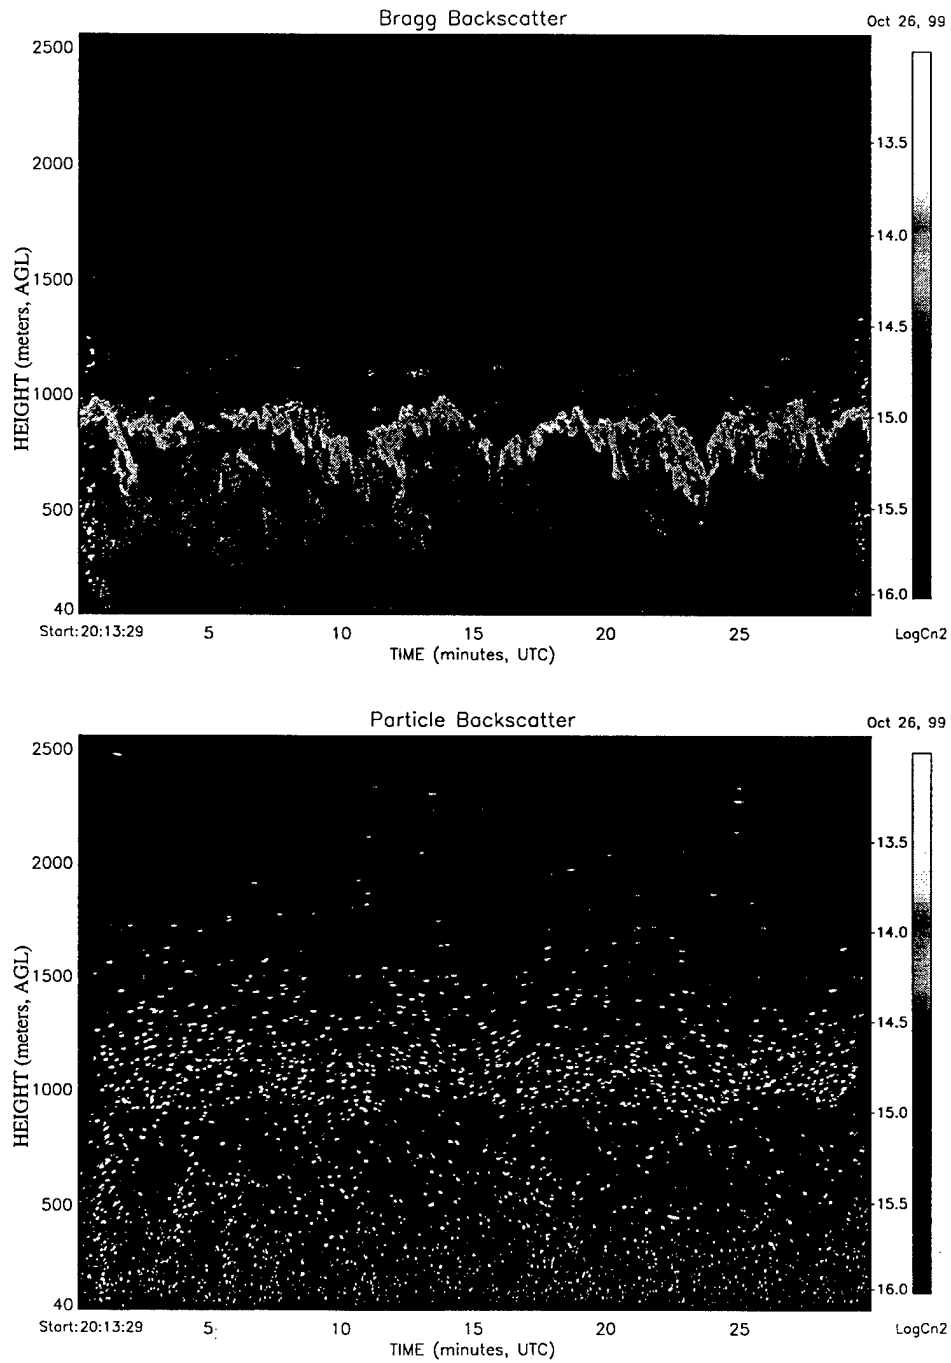 Bragg Backscatter
Oct 26, 99
2500
2000
1500
1000
500
40
HEIGHT (meters, AGL)
-13.5
-14.0
-14.5
-15.0
-15.5
-16.0
Start:20:13:29 5 10 15 20 25 LogCn2
TIME (minutes, UTC)
Particle Backscatter
Oct 26, 99
2500
2000
1500
1000
500
40
HEIGHT (meters, AGL)
-13.5
-14.0
-14.5
-15.0
-15.5
-16.0
Start:20:13:29 5 10 15 20 25 LogCn2
TIME (minutes, UTC)